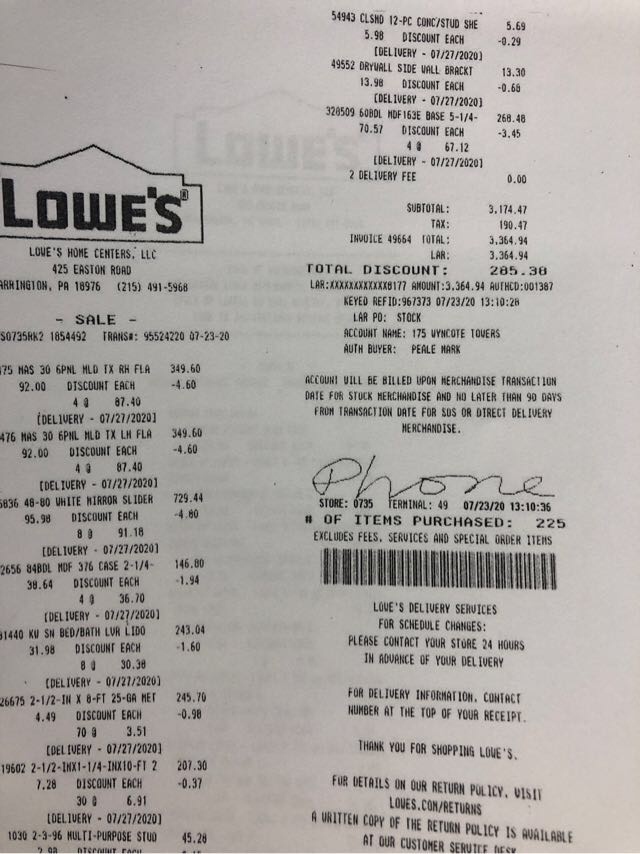 LOWE'S®
LOWE'S HOME CENTERS, LLC
425 EASTON ROAD
ARRINGTON, PA 18976 (215) 491-5968
- SALE -
S0735RK2 1854492 TRANS#: 95524220 07-23-20
475 MAS 30 6PNL MLD TX RH FLA 349.60
92.00 DISCOUNT EACH -4.60
4 @ 87.40
[DELIVERY - 07/27/2020]
476 MAS 30 6PNL MLD TX LH FLA 349.60
92.00 DISCOUNT EACH -4.60
4 @ 87.40
[DELIVERY - 07/27/2020]
5836 48-80 WHITE MIRROR SLIDER 729.44
95.98 DISCOUNT EACH -4.80
8 @ 91.18
[DELIVERY - 07/27/2020]
2656 84BDL MDF 376 CASE 2-1/4- 146.80
38.64 DISCOUNT EACH -1.94
4 @ 36.70
[DELIVERY - 07/27/2020]
31440 KW SN BED/BATH LVR LIDO 243.04
31.98 DISCOUNT EACH -1.60
8 @ 30.38
[DELIVERY - 07/27/2020]
26675 2-1/2-IN X 8-FT 25-GA MET 245.70
4.49 DISCOUNT EACH -0.98
70 @ 3.51
[DELIVERY - 07/27/2020]
19602 2-1/2-INX1-1/4-INX10-FT 2 207.30
7.28 DISCOUNT EACH -0.37
30 @ 6.91
[DELIVERY - 07/27/2020]
1030 2-3-96 MULTI-PURPOSE STUD 45.28
2.98 DISCOUNT EACH
54943 CLSMD 12-PC CONC/STUD SHE 5.69
5.98 DISCOUNT EACH -0.29
[DELIVERY - 07/27/2020]
49552 DRYWALL SIDE WALL BRACKT 13.30
13.98 DISCOUNT EACH -0.68
[DELIVERY - 07/27/2020]
328509 60BDL MDF163E BASE 5-1/4- 268.48
70.57 DISCOUNT EACH -3.45
4 @ 67.12
[DELIVERY - 07/27/2020]
2 DELIVERY FEE 0.00
SUBTOTAL: 3,174.47
TAX: 190.47
INVOICE 49664 TOTAL: 3,364.94
LAR: 3,364.94
TOTAL DISCOUNT: 205.30
LAR:XXXXXXXXXXXX8177 AMOUNT:3,364.94 AUTHCD:001387
KEYED REFID:967373 07/23/20 13:10:28
LAR PO: STOCK
ACCOUNT NAME: 175 WYNCOTE TOWERS
AUTH BUYER: PEALE MARK
ACCOUNT WILL BE BILLED UPON MERCHANDISE TRANSACTION
DATE FOR STOCK MERCHANDISE AND NO LATER THAN 90 DAYS
FROM TRANSACTION DATE FOR SOS OR DIRECT DELIVERY
MERCHANDISE.
Phone
STORE: 0735 TERMINAL: 49 07/23/20 13:10:36
# OF ITEMS PURCHASED: 225
EXCLUDES FEES, SERVICES AND SPECIAL ORDER ITEMS
LOWE'S DELIVERY SERVICES
FOR SCHEDULE CHANGES:
PLEASE CONTACT YOUR STORE 24 HOURS
IN ADVANCE OF YOUR DELIVERY
FOR DELIVERY INFORMATION, CONTACT
NUMBER AT THE TOP OF YOUR RECEIPT.
THANK YOU FOR SHOPPING LOWE'S.
FOR DETAILS ON OUR RETURN POLICY, VISIT
LOWES.COM/RETURNS
A WRITTEN COPY OF THE RETURN POLICY IS AVAILABLE
AT OUR CUSTOMER SERVICE DESK